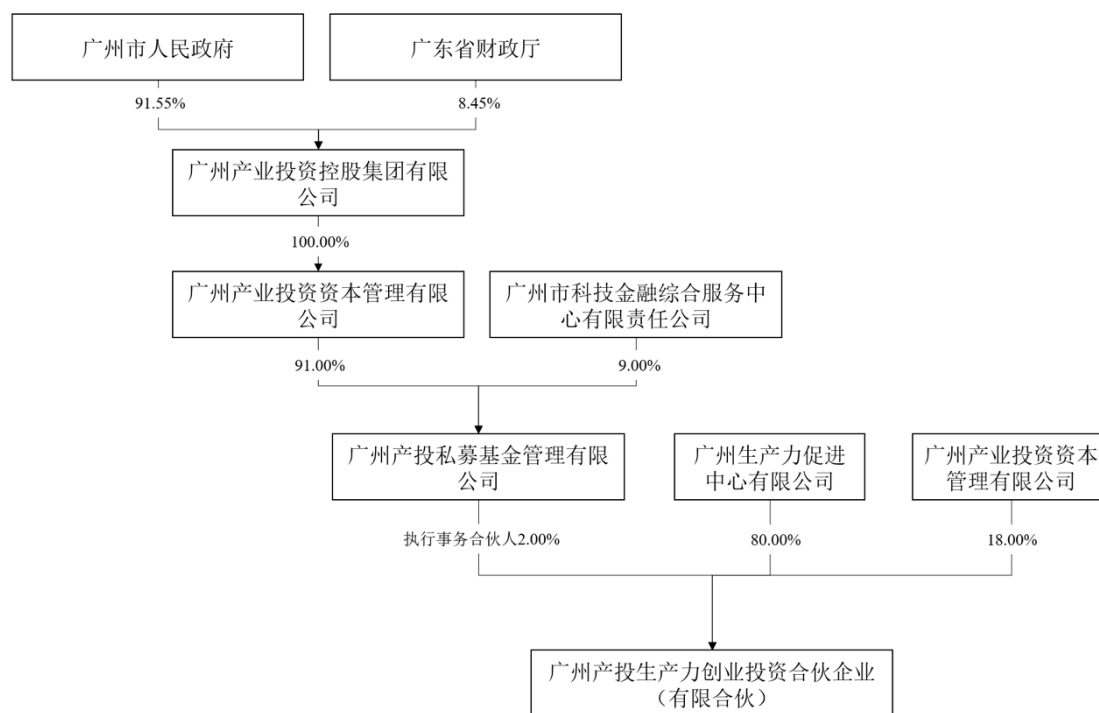 广州市人民政府
广东省财政厅
91.55%
8.45%
广州产业投资控股集团有限
公司
100.00%
广州产业投资资本管理有限
公司
广州市科技金融综合服务中
心有限责任公司
91.00%
9.00%
广州产投私募基金管理有限
公司
广州生产力促进
中心有限公司
广州产业投资资本
管理有限公司
执行事务合伙人2.00%
80.00%
18.00%
广州产投生产力创业投资合伙企业
（有限合伙）